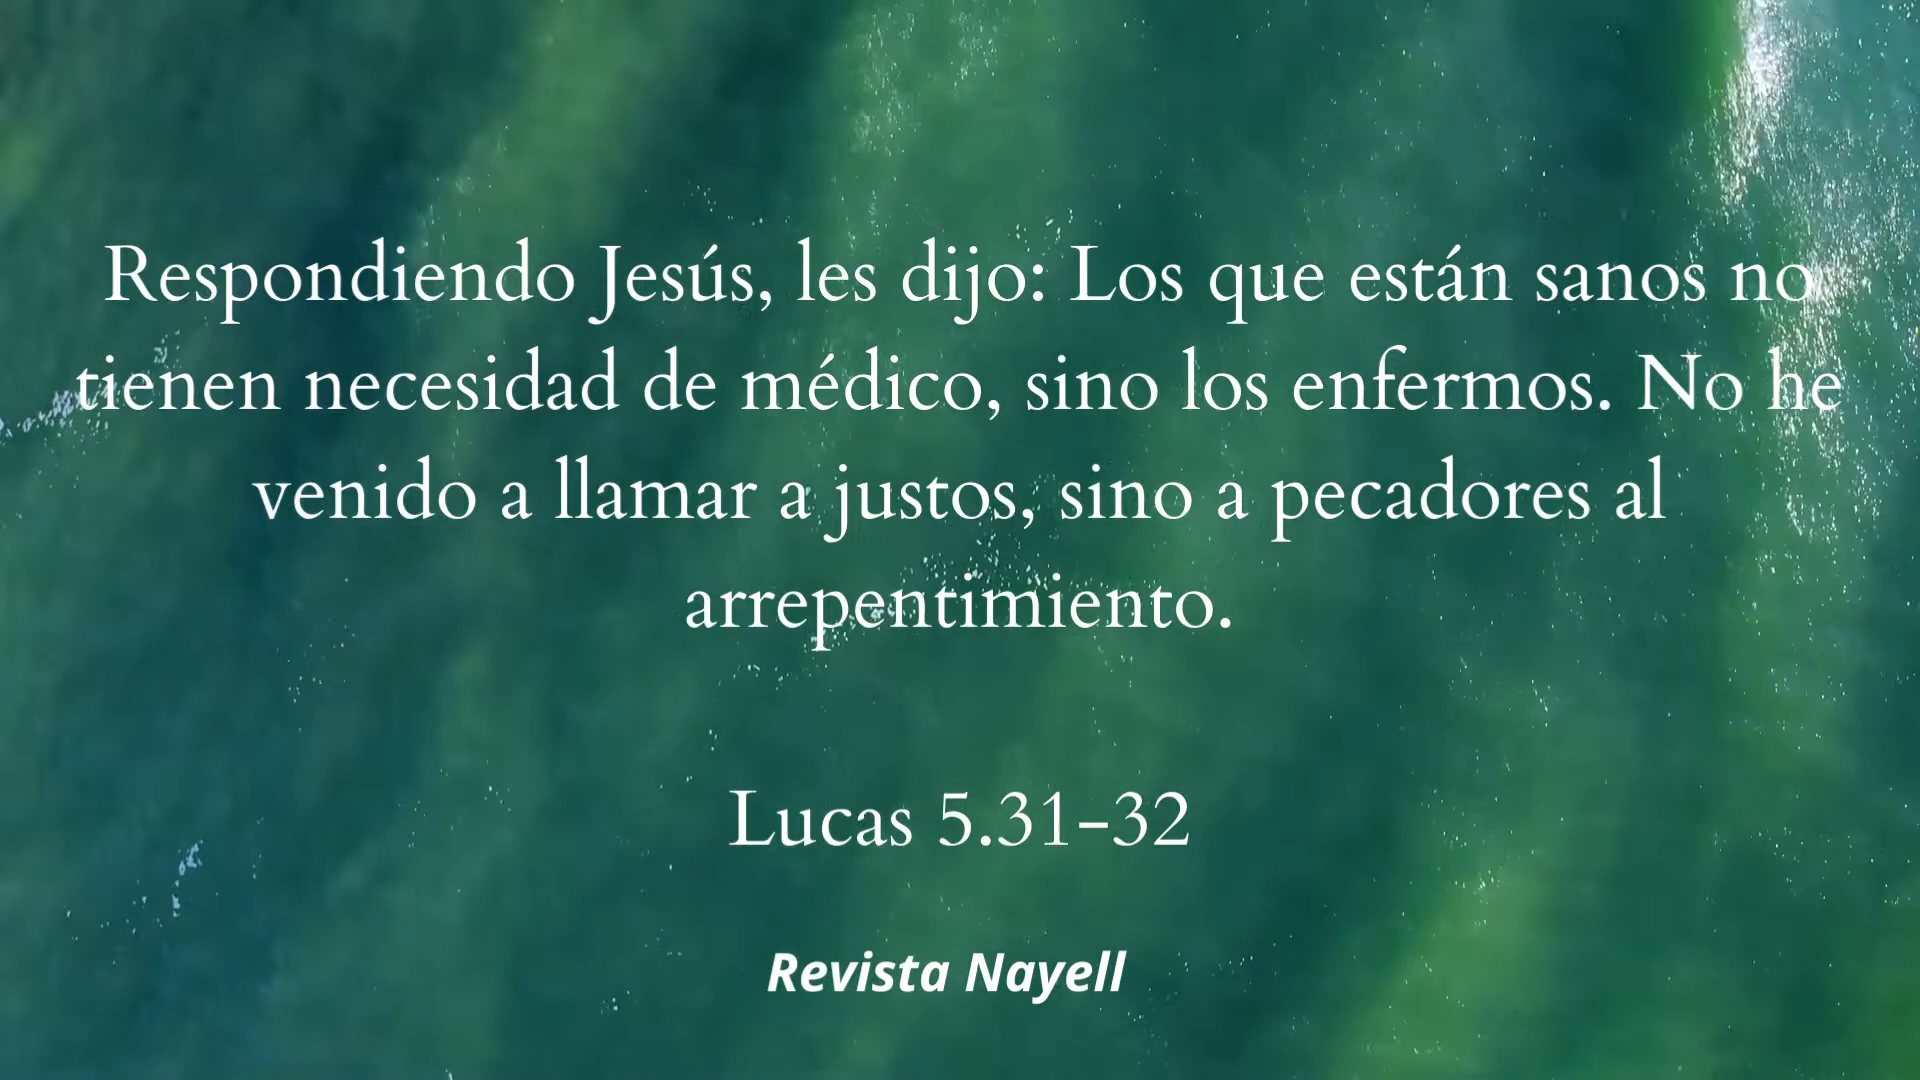 Respondiendo Jesús, les dijo: Los que están sanos no
tienen necesidad de médico, sino los enfermos. No he
venido a llamar a justos, sino a pecadores al
arrepentimiento.
Lucas 5.31-32
Revista Nayell